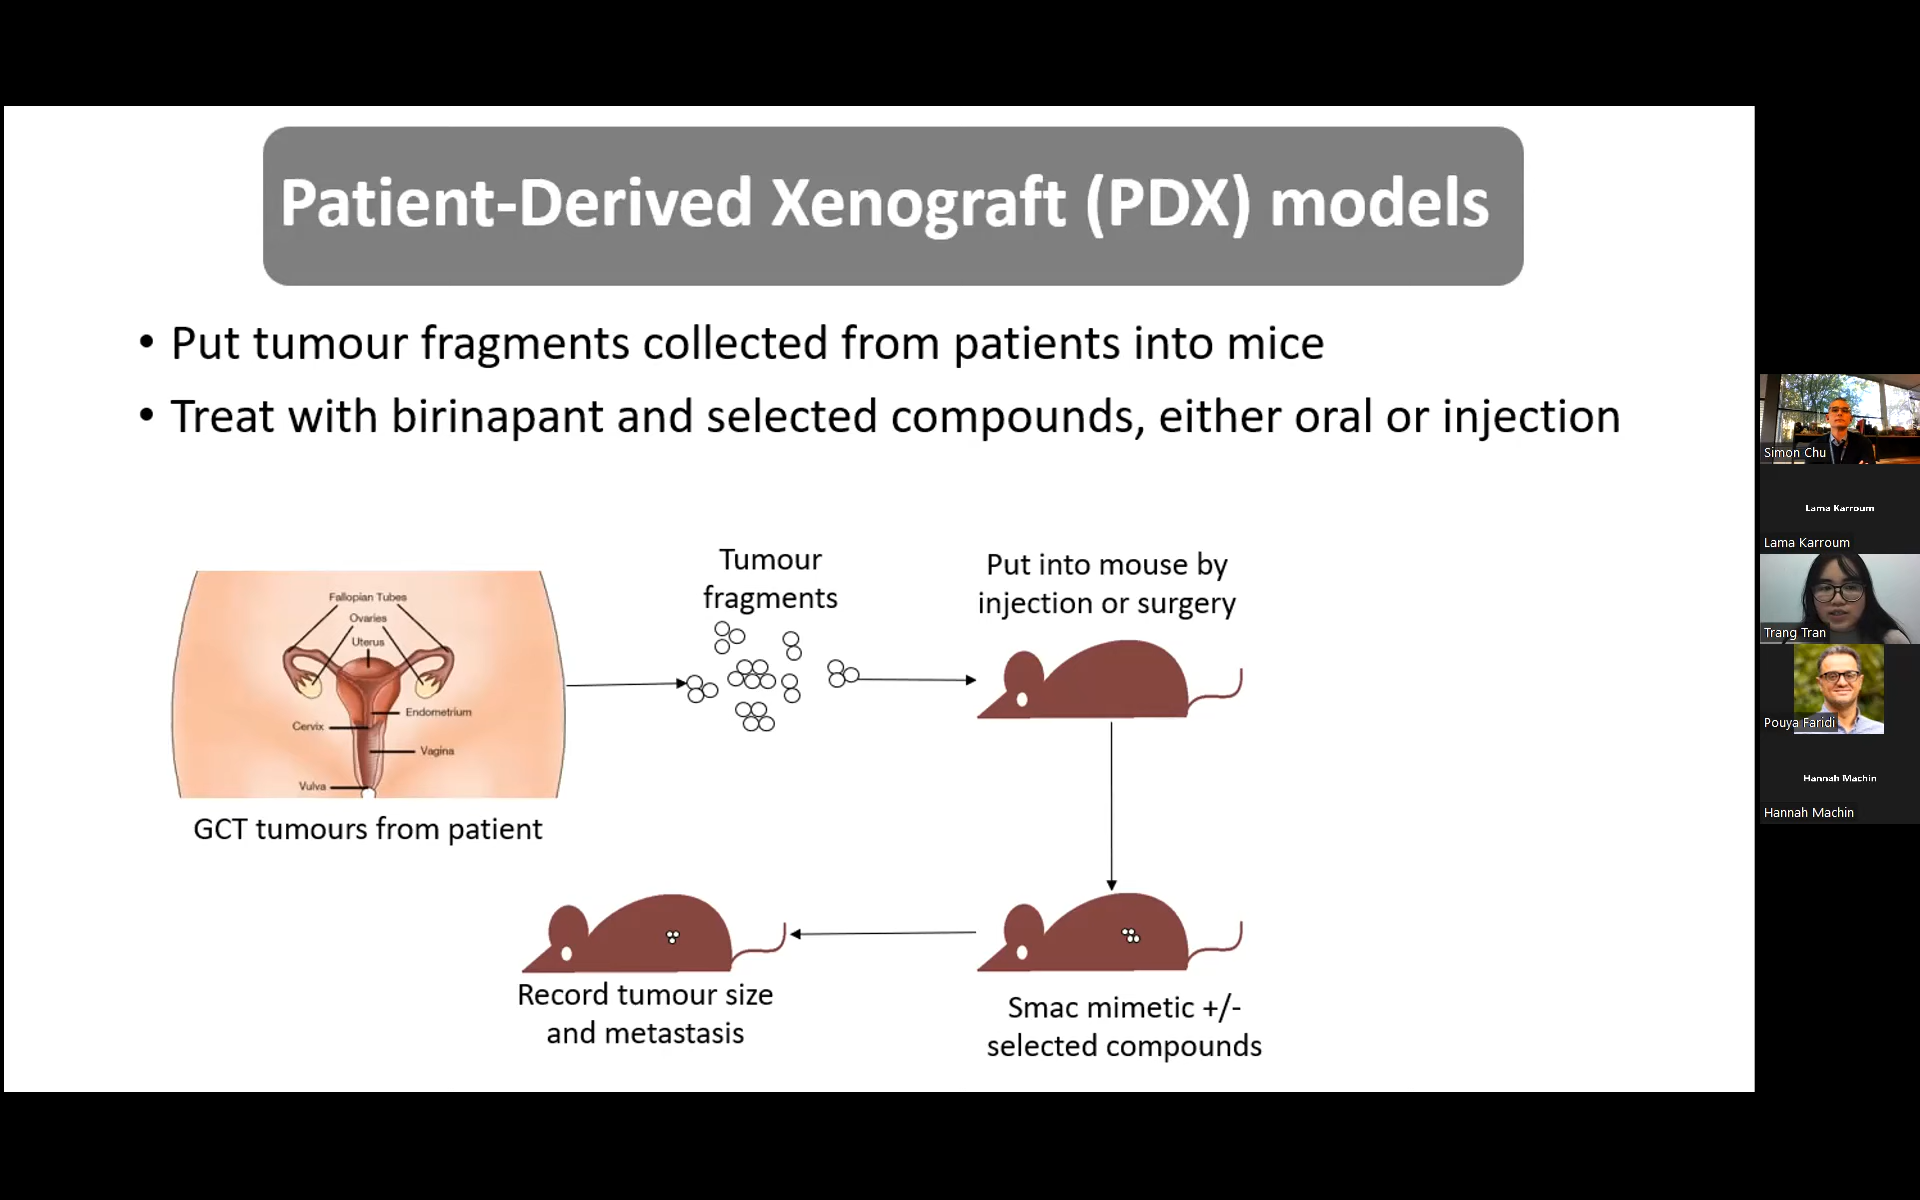 Patient-Derived Xenograft (PDX) models
• Put tumour fragments collected from patients into mice
• Treat with birinapant and selected compounds, either oral or injection
Fallopian Tubes
Ovaries
Uterus
Endometrium
Cervix
Vagina
Vulva
GCT tumours from patient
Tumour
fragments
Put into mouse by
injection or surgery
Smac mimetic +/-
selected compounds
Record tumour size
and metastasis
Simon Chu
Lama Karroum
Lama Karroum
Trang Tran
Pouya Faridi
Hannah Machin
Hannah Machin